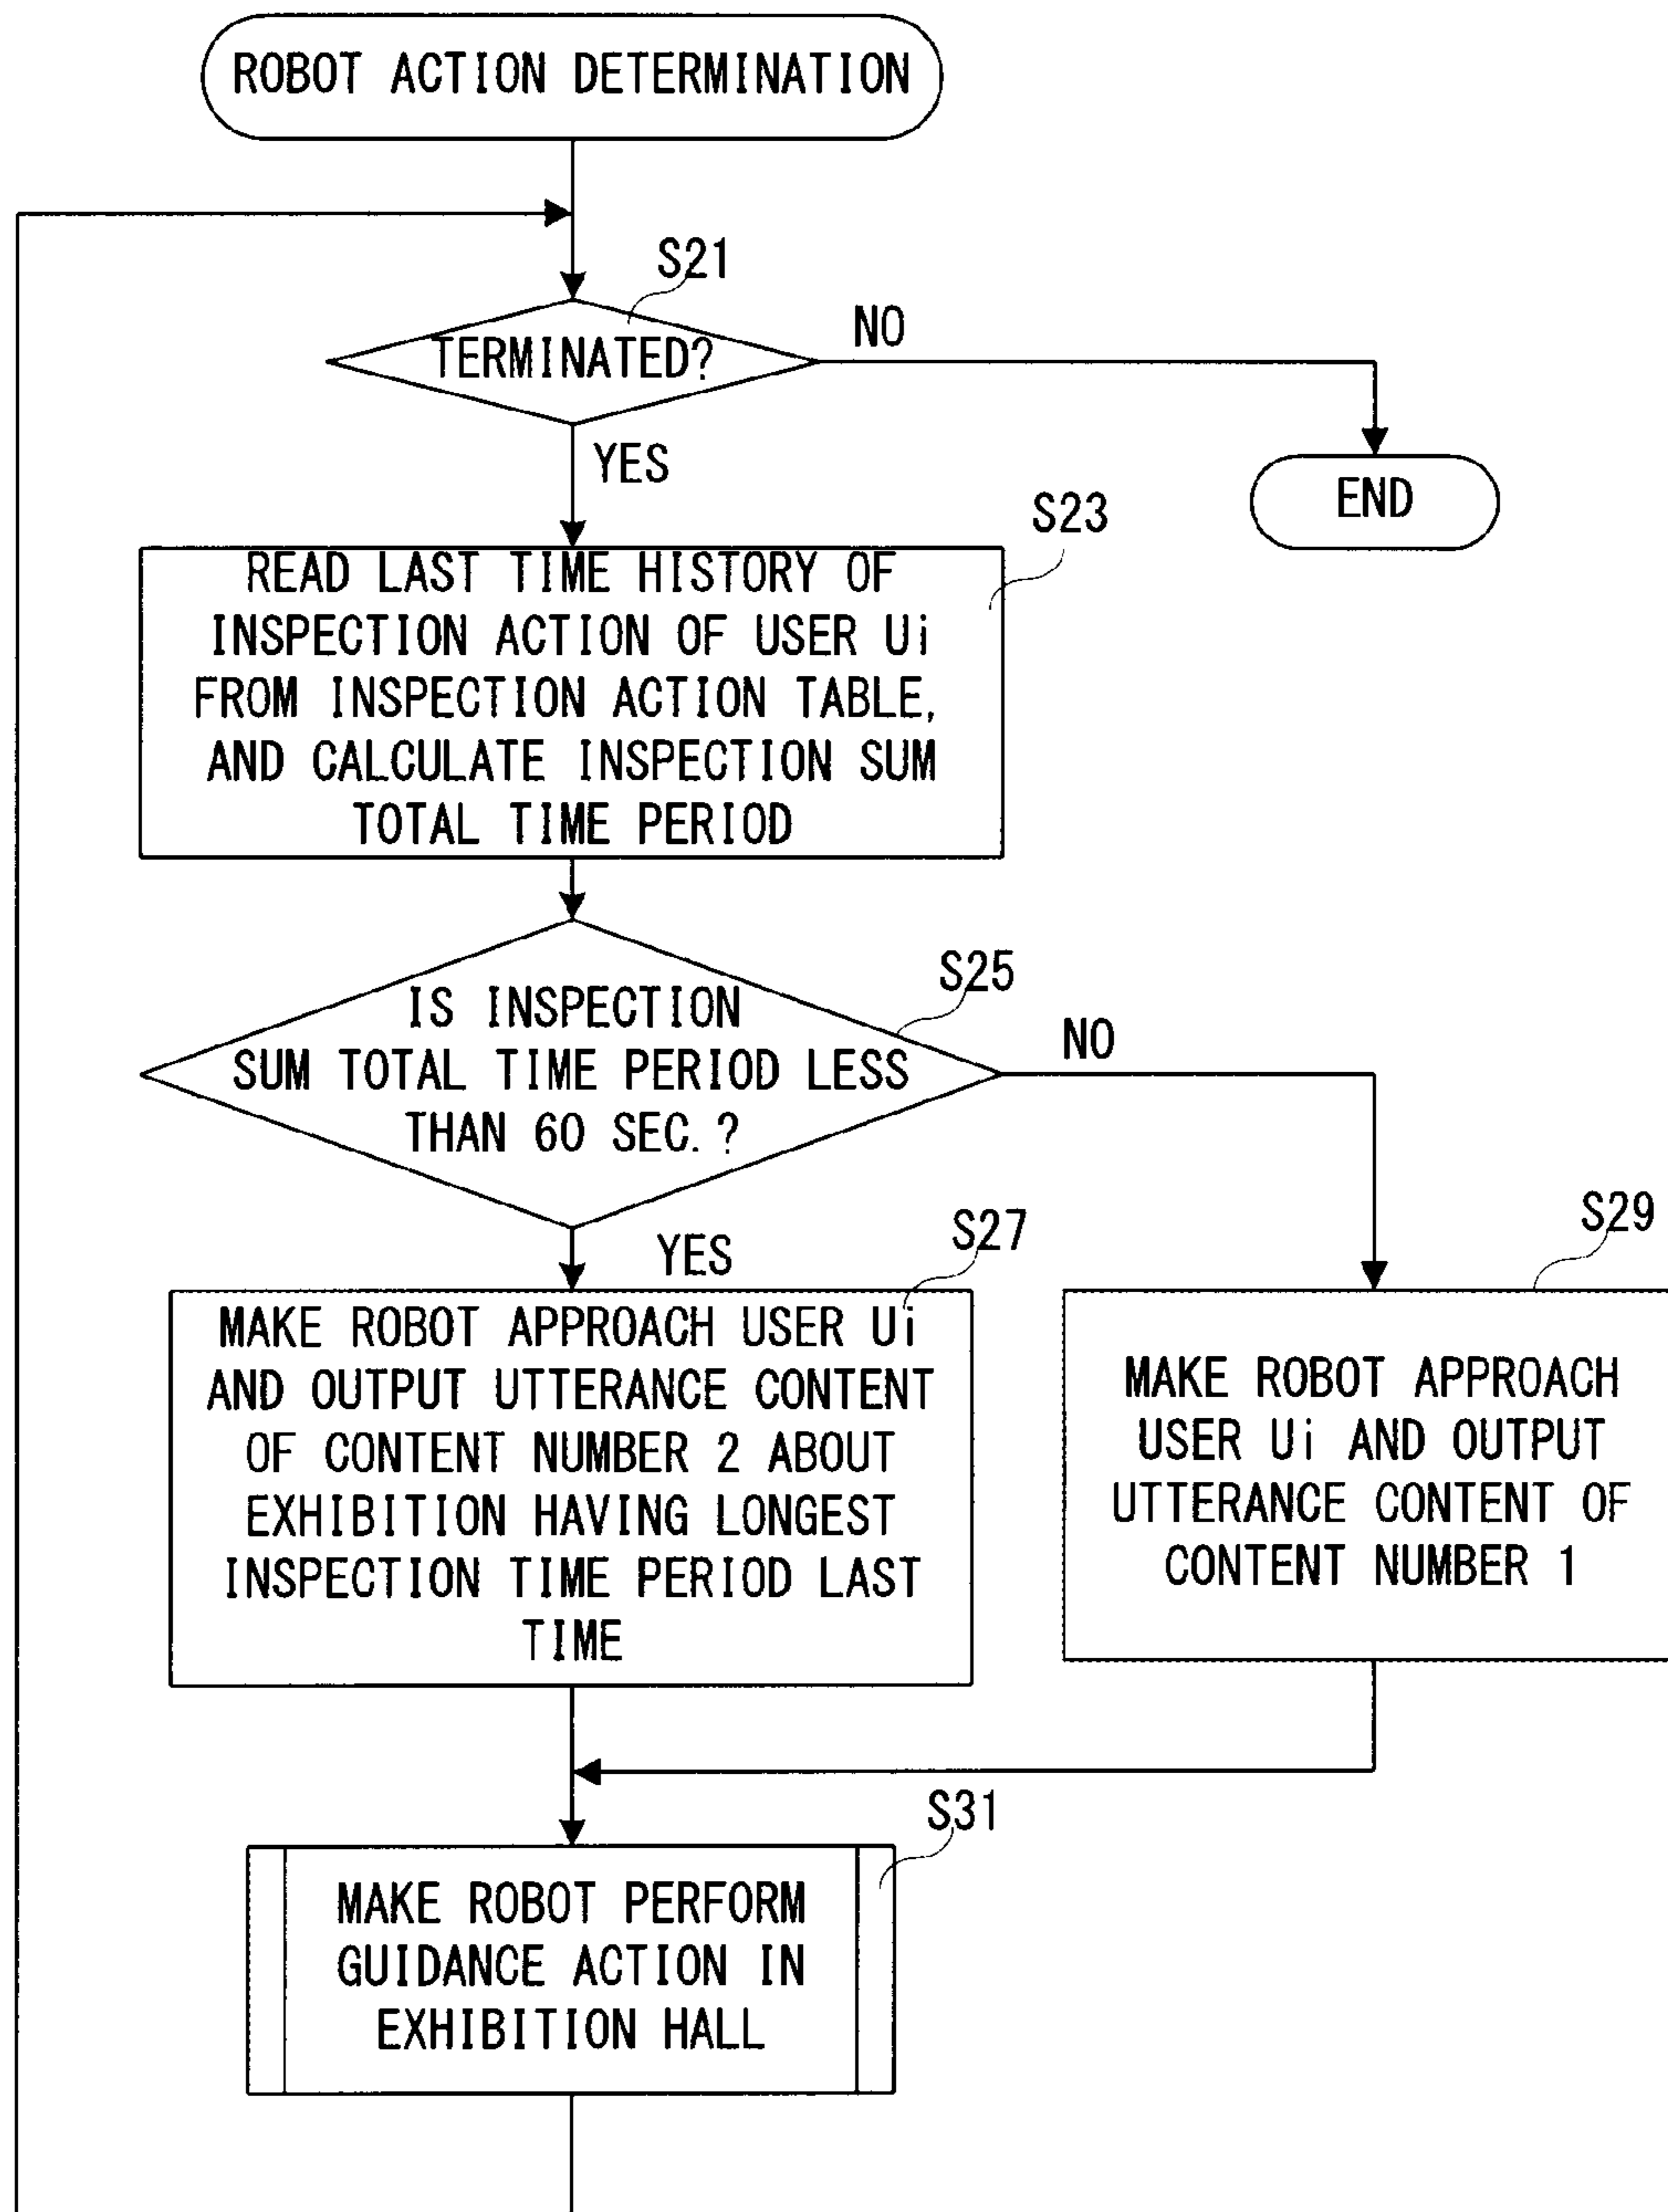 ROBOT ACTION DETERMINATION
S21
TERMINATED?
NO
YES
END
S23
READ LAST TIME HISTORY OF
INSPECTION ACTION OF USER Ui
FROM INSPECTION ACTION TABLE,
AND CALCULATE INSPECTION SUM
TOTAL TIME PERIOD
S25
IS INSPECTION
SUM TOTAL TIME PERIOD LESS
THAN 60 SEC.?
NO
YES
S27
MAKE ROBOT APPROACH USER Ui
AND OUTPUT UTTERANCE CONTENT
OF CONTENT NUMBER 2 ABOUT
EXHIBITION HAVING LONGEST
INSPECTION TIME PERIOD LAST
TIME
S29
MAKE ROBOT APPROACH
USER Ui AND OUTPUT
UTTERANCE CONTENT OF
CONTENT NUMBER 1
S31
MAKE ROBOT PERFORM
GUIDANCE ACTION IN
EXHIBITION HALL